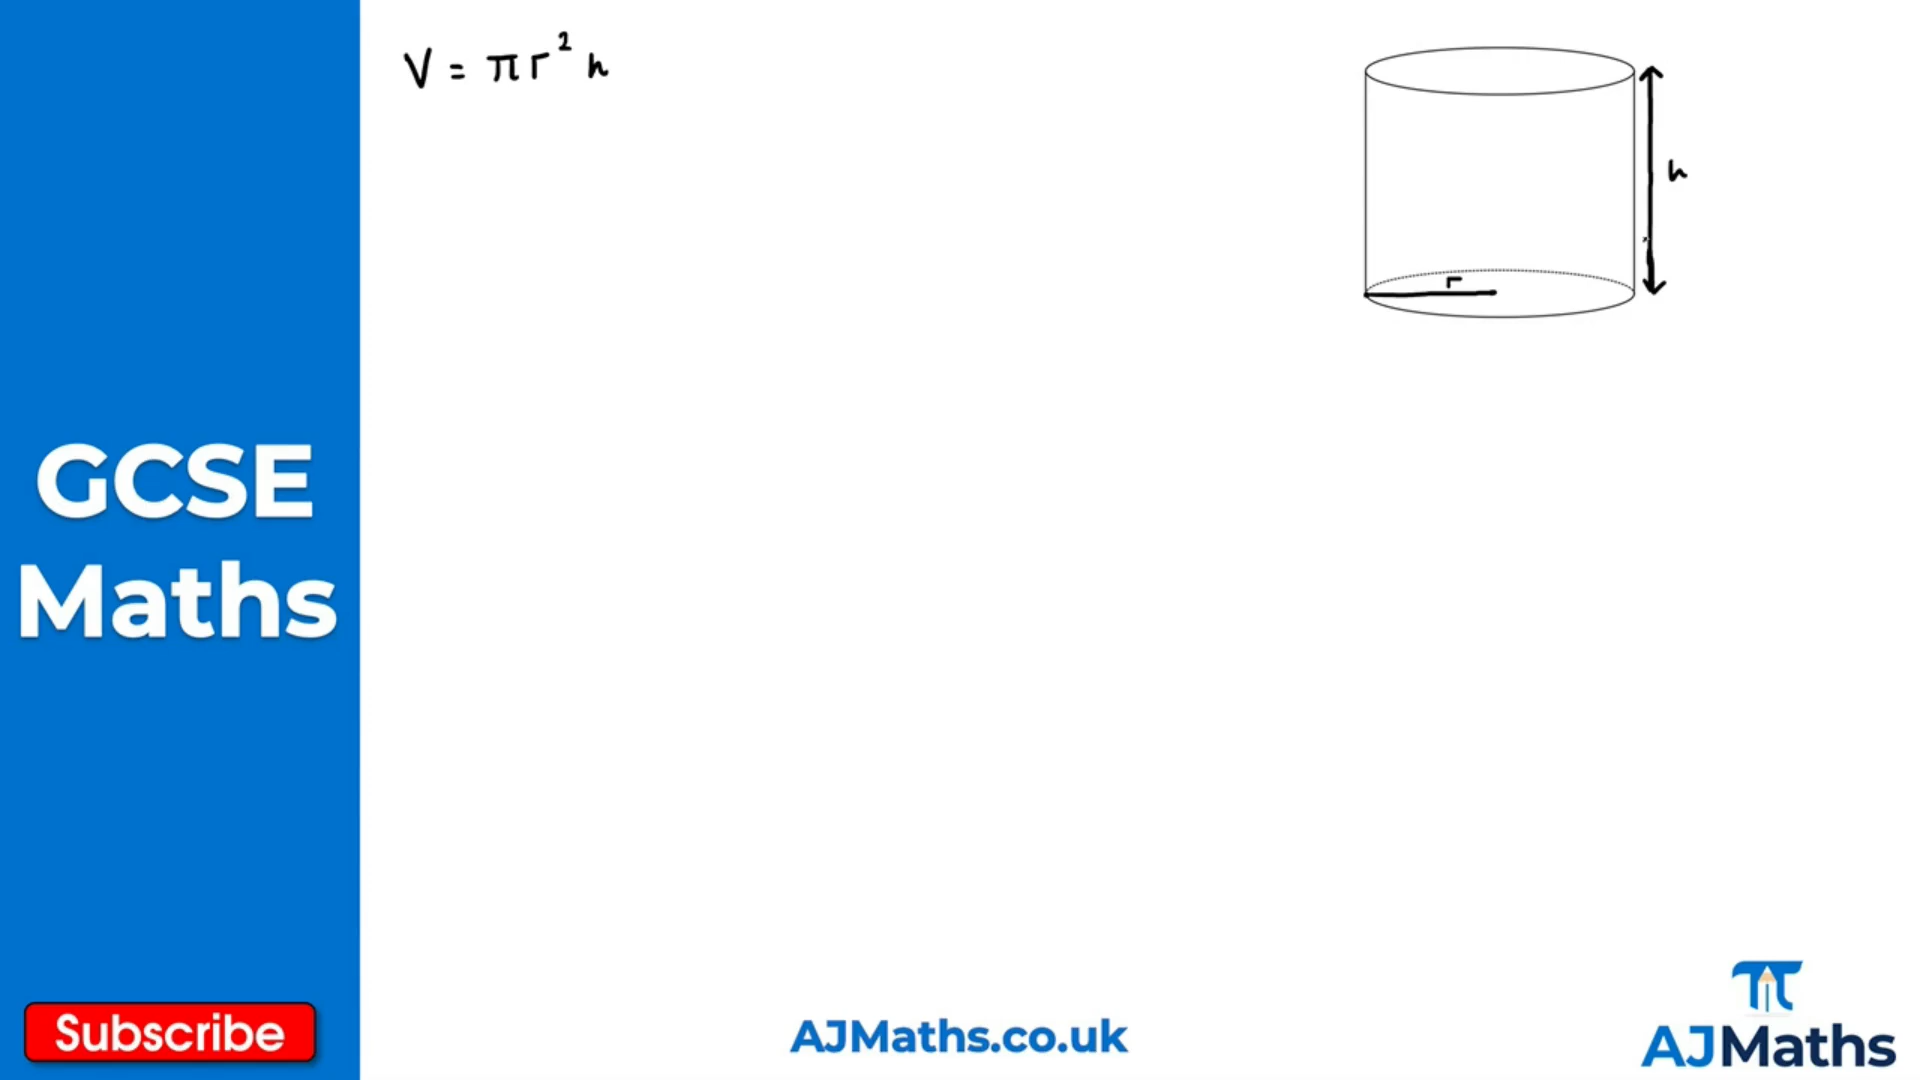 V = πr²h
h
r
GCSE
Maths
Subscribe
AJMaths.co.uk
AJMaths